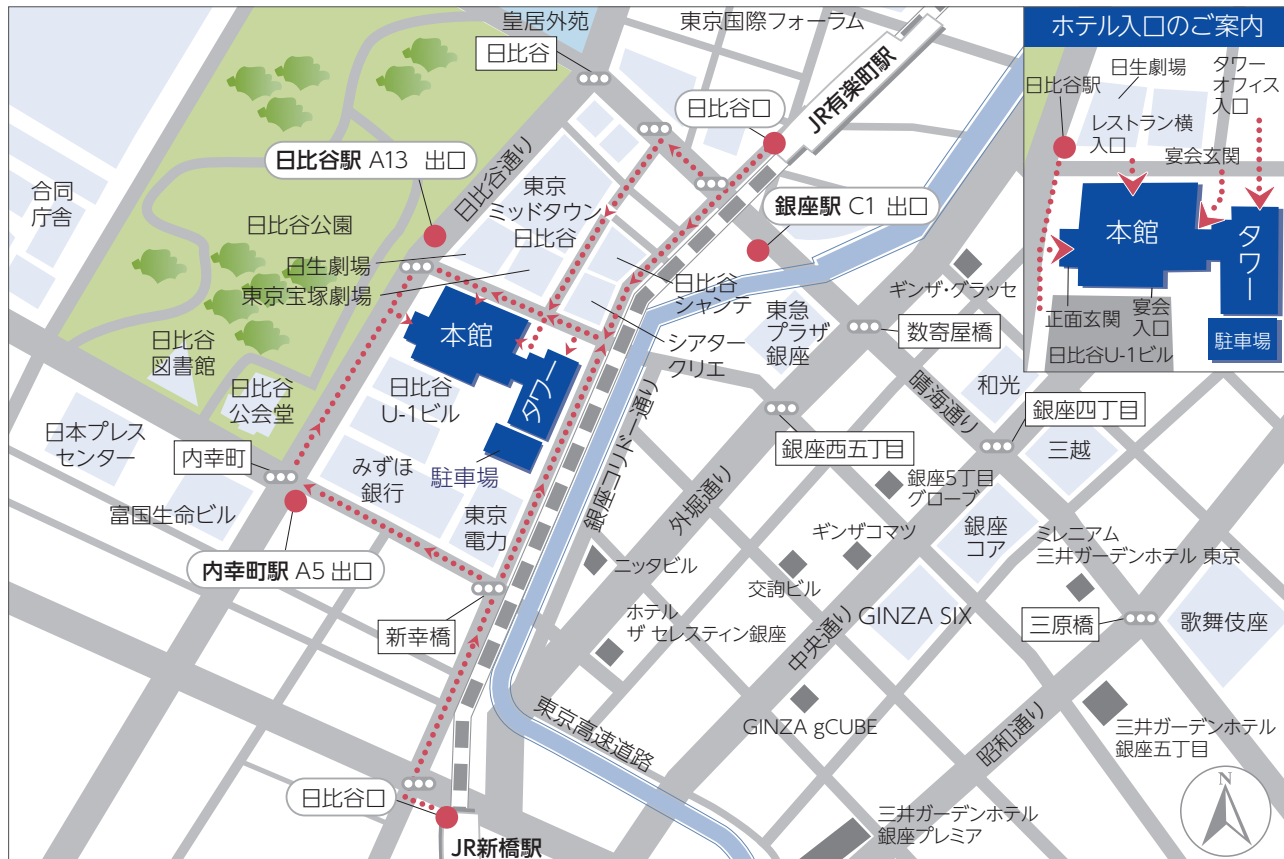 皇居外苑
東京国際フォーラム
日比谷
日比谷口
JR有楽町駅
日比谷駅 A13 出口
日比谷通り
合同
庁舎
東京
ミッドタウン
日比谷
銀座駅 C1 出口
日比谷公園
日生劇場
東京宝塚劇場
日比谷
シャンテ
ギンザ・グラッセ
本館
シアター
クリエ
東急
プラザ
銀座
数寄屋橋
日比谷
図書館
タワー
日比谷
U-1ビル
日比谷
公会堂
和光
晴海通り
銀座四丁目
日本プレス
センター
内幸町
銀座西五丁目
三越
みずほ
銀行
駐車場
銀座コリドー通り
外堀通り
銀座5丁目
グローブ
富国生命ビル
東京
電力
ギンザコマツ
銀座
コア
ミレニアム
三井ガーデンホテル 東京
内幸町駅 A5 出口
ニッタビル
交詢ビル
新幸橋
ホテル
ザ セレスティン銀座
中央通り
GINZA SIX
三原橋
歌舞伎座
東京高速道路
GINZA gCUBE
昭和通り
三井ガーデンホテル
銀座五丁目
日比谷口
JR新橋駅
三井ガーデンホテル
銀座プレミア
N
ホテル入口のご案内
日比谷駅
日生劇場
タワー
オフィス
入口
レストラン横
入口
宴会玄関
本館
タワー
正面玄関
宴会
入口
日比谷U-1ビル
駐車場